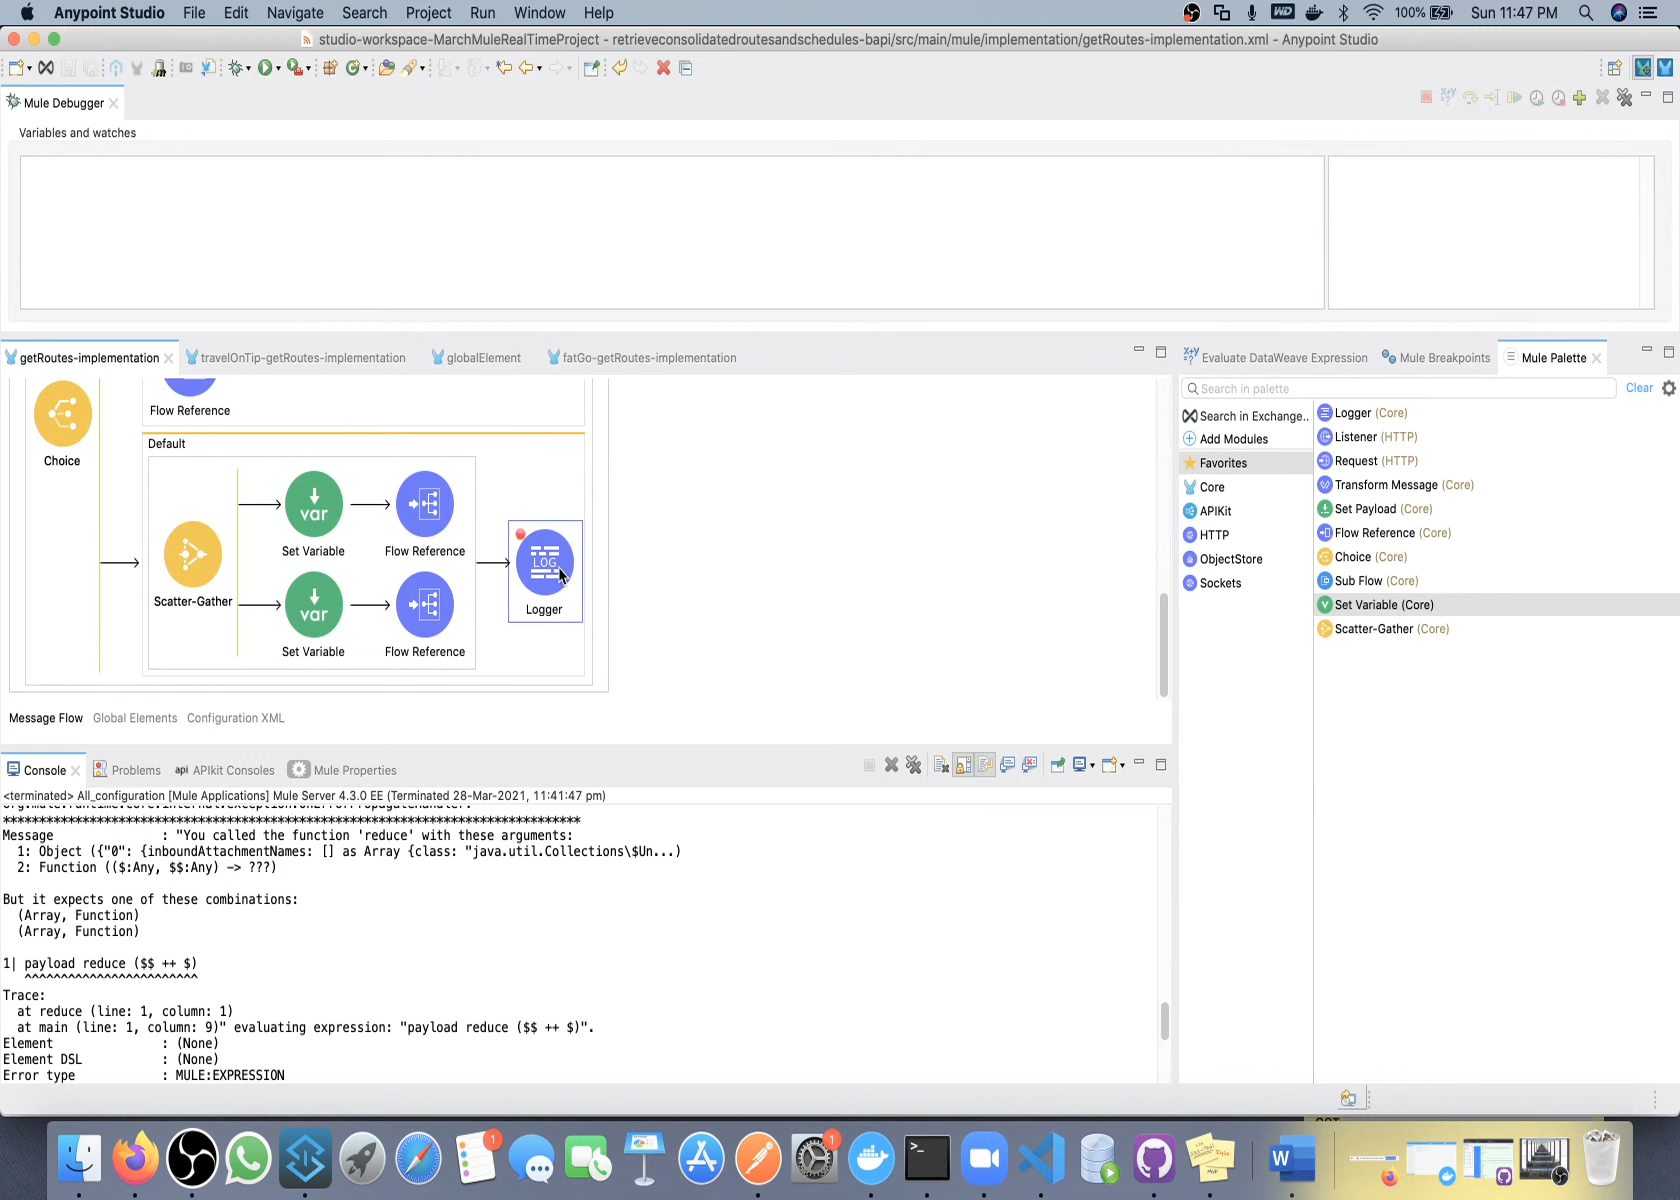 Anypoint Studio File Edit Navigate Search Project Run Window Help
WD 100% Sun 11:47 PM
studio-workspace-MarchMuleRealTimeProject - retrieveconsolidatedroutesandschedules-bapi/src/main/mule/implementation/getRoutes-implementation.xml - Anypoint Studio
Mule Debugger
Variables and watches
getRoutes-implementation
travelOnTip-getRoutes-implementation
globalElement
fatGo-getRoutes-implementation
Flow Reference
Choice
Default
Scatter-Gather
var
Set Variable
Flow Reference
var
Set Variable
Flow Reference
LOG
Logger
Message Flow Global Elements Configuration XML
x+y
Evaluate DataWeave Expression
Mule Breakpoints
Mule Palette
Search in palette
Clear
Search in Exchange..
Add Modules
Favorites
Core
APIKit
HTTP
ObjectStore
Sockets
Logger (Core)
Listener (HTTP)
Request (HTTP)
Transform Message (Core)
Set Payload (Core)
Flow Reference (Core)
Choice (Core)
Sub Flow (Core)
Set Variable (Core)
Scatter-Gather (Core)
Console
Problems
api APIkit Consoles
Mule Properties
<terminated> All_configuration [Mule Applications] Mule Server 4.3.0 EE (Terminated 28-Mar-2021, 11:41:47 pm)
********************************************************************************
Message : "You called the function 'reduce' with these arguments:
1: Object ({"0": {inboundAttachmentNames: [] as Array {class: "java.util.Collections\$Un...)
2: Function (($:Any, $$:Any) -> ???)
But it expects one of these combinations:
(Array, Function)
(Array, Function)
1| payload reduce ($$ ++ $)
^^^^^^^^^^^^^^^^^^^^^^^^
Trace:
at reduce (line: 1, column: 1)
at main (line: 1, column: 9)" evaluating expression: "payload reduce ($$ ++ $)".
Element : (None)
Element DSL : (None)
Error type : MULE:EXPRESSION
1
1
W